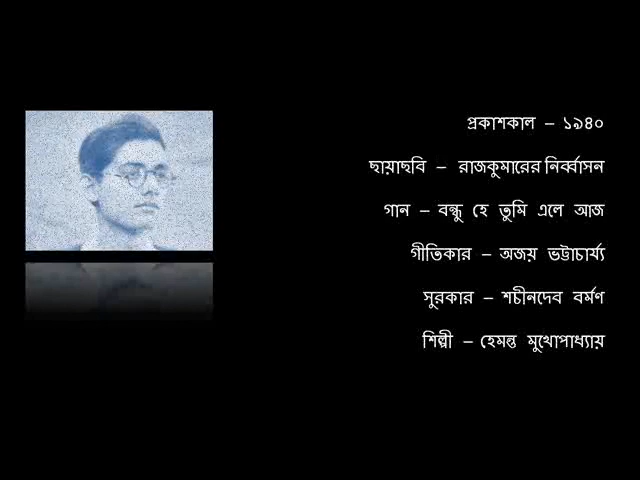 প্রকাশকাল – ১৯৪০
ছায়াছবি – রাজকুমারের নির্ব্বাসন
গান – বন্ধু হে তুমি এলে আজ
গীতিকার – অজয় ভট্টাচার্য্য
সুরকার – শচীনদেব বর্মণ
শিল্পী – হেমন্ত মুখোপাধ্যায়